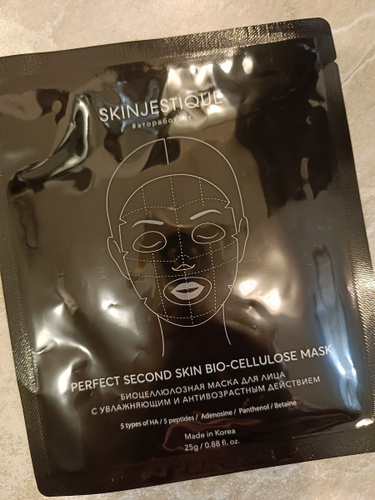 SKINJESTIQUE
#этоработает
PERFECT SECOND SKIN BIO-CELLULOSE MASK
БИОЦЕЛЛЮЛОЗНАЯ МАСКА ДЛЯ ЛИЦА
С УВЛАЖНЯЮЩИМ И АНТИВОЗРАСТНЫМ ДЕЙСТВИЕМ
5 types of HA / 5 peptides / Adenosine / Panthenol / Betaine
Made in Korea
25g / 0.88 fl. oz.